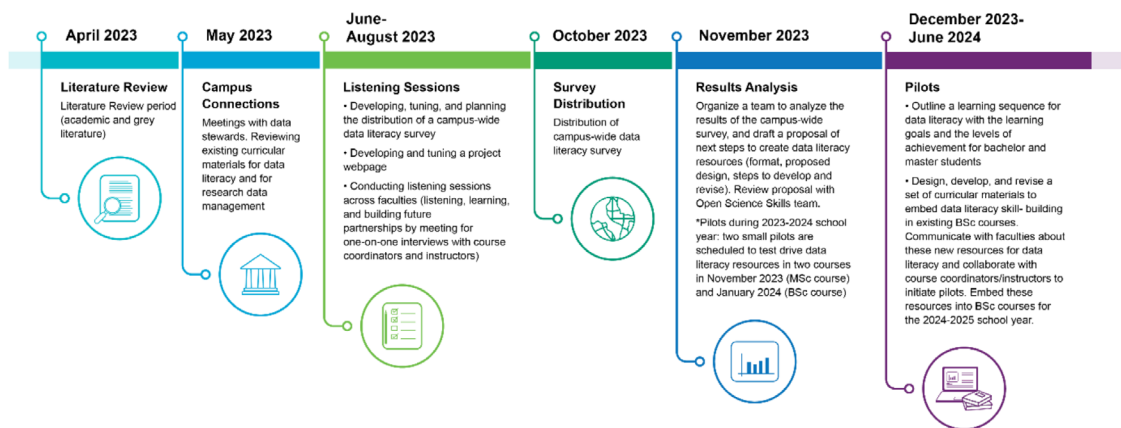 April 2023
Literature Review
Literature Review period
(academic and grey
literature)
May 2023
Campus
Connections
Meetings with data
stewards. Reviewing
existing curricular
materials for data
literacy and for
research data
management
June-
August 2023
Listening Sessions
• Developing, tuning, and planning
the distribution of a campus-wide
data literacy survey
• Developing and tuning a project
webpage
• Conducting listening sessions
across faculties (listening, learning,
and building future
partnerships by meeting for
one-on-one interviews with course
coordinators and instructors)
October 2023
Survey
Distribution
Distribution of
campus-wide data
literacy survey
November 2023
Results Analysis
Organize a team to analyze the
results of the campus-wide
survey, and draft a proposal of
next steps to create data literacy
resources (format, proposed
design, steps to develop and
revise). Review proposal with
Open Science Skills team.
*Pilots during 2023-2024 school
year: two small pilots are
scheduled to test drive data
literacy resources in two courses
in November 2023 (MSc course)
and January 2024 (BSc course)
December 2023-
June 2024
Pilots
• Outline a learning sequence for
data literacy with the learning
goals and the levels of
achievement for bachelor and
master students
• Design, develop, and revise a
set of curricular materials to
embed data literacy skill- building
in existing BSc courses.
Communicate with faculties about
these new resources for data
literacy and collaborate with
course coordinators/instructors to
initiate pilots. Embed these
resources into BSc courses for
the 2024-2025 school year.